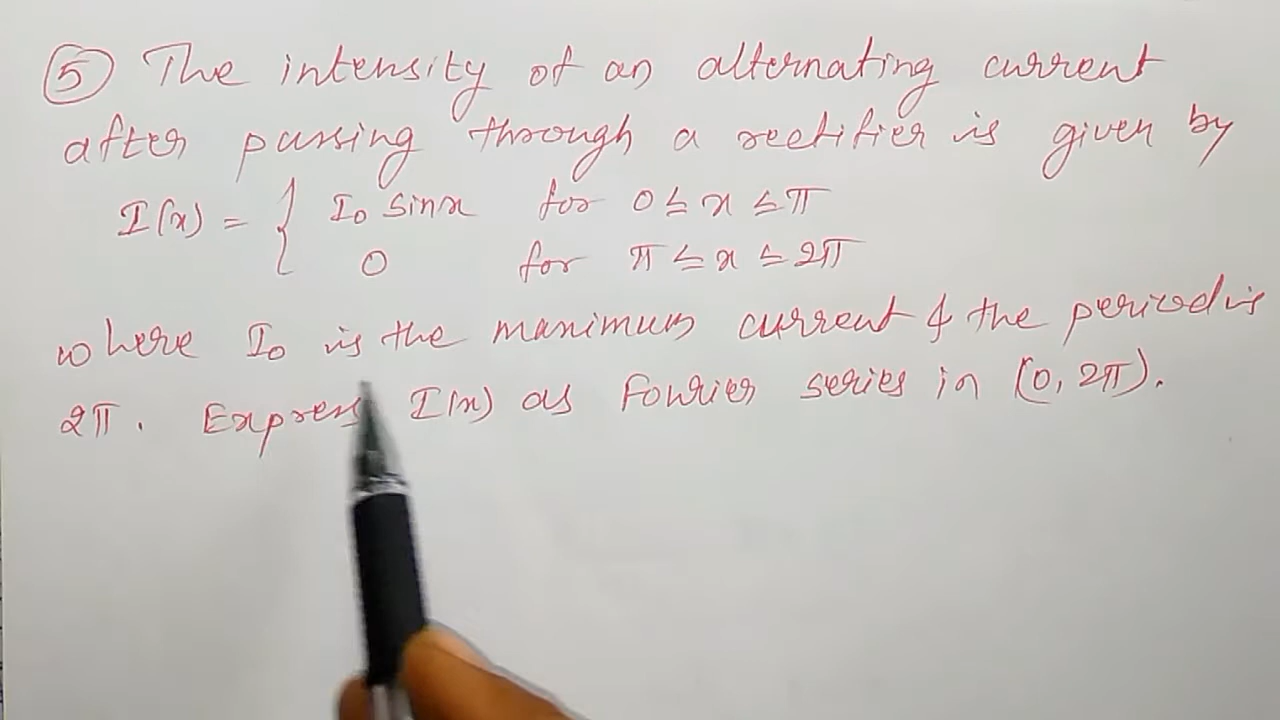 ⑤ The intensity of an alternating current
after passing through a rectifier is given by
I(x) = { I₀ sinx for 0 ≤ x ≤ π
0 for π ≤ x ≤ 2π
where I₀ is the maximum current & the period is
2π. Express I(x) as Fourier series in (0, 2π).